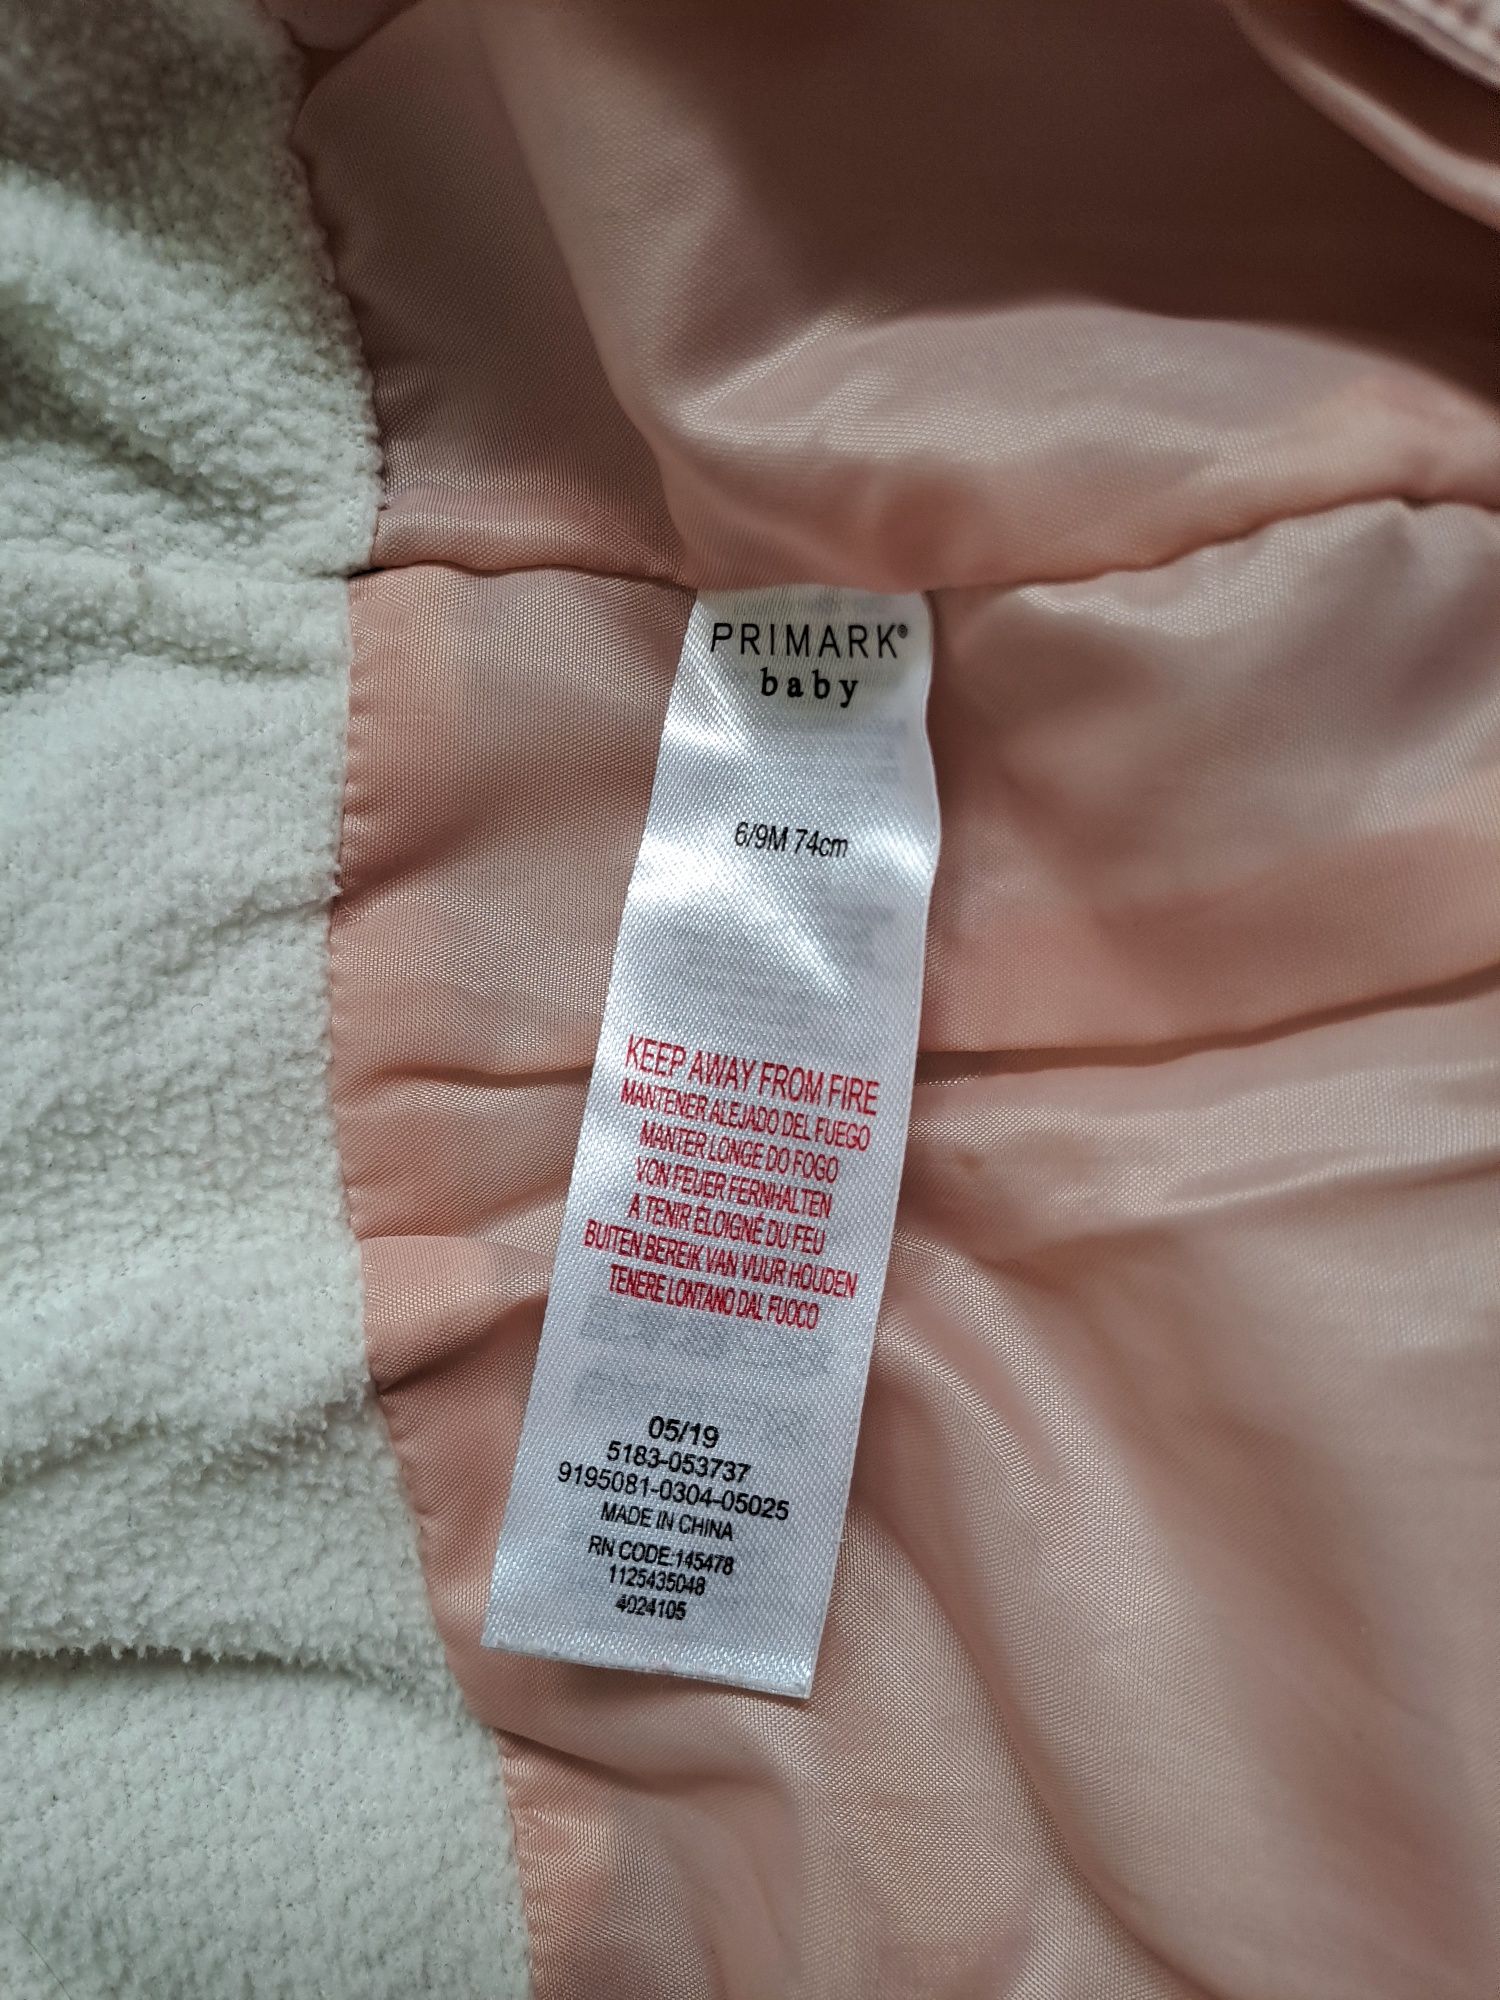 PRIMARK®
baby
6/9M 74cm
KEEP AWAY FROM FIRE
MANTENER ALEJADO DEL FUEGO
MANTER LONGE DO FOGO
VON FEUER FERNHALTEN
A TENIR ÉLOIGNÉ DU FEU
BUITEN BEREIK VAN VUUR HOUDEN
TENERE LONTANO DAL FUOCO
05/19
5183-053737
9195081-0304-05025
MADE IN CHINA
RN CODE:145478
1125435048
4024105